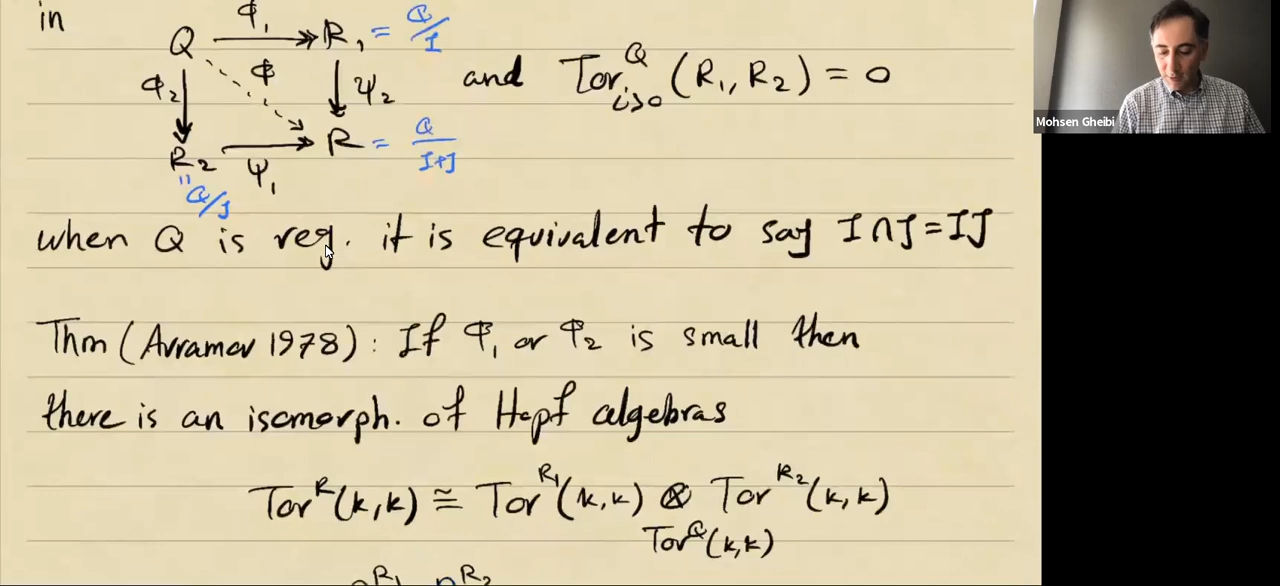 in
Q Φ₁ R₁ = Q/I
Φ₂ Φ ψ₂ and Tor^Q_{i>0} (R₁, R₂) = 0
R₂ ψ₁ R = Q/I+J
" Q/J
when Q is reg. it is equivalent to say I∩J = IJ
Thm (Avramov 1978) : If Φ₁ or Φ₂ is small then
there is an isomorph. of Hopf algebras
Tor^R(k,k) ≅ Tor^{R₁}(k,k) ⊗ Tor^{R₂}(k,k)
Tor^Q(k,k)
R₁ R₂
Mohsen Gheibi